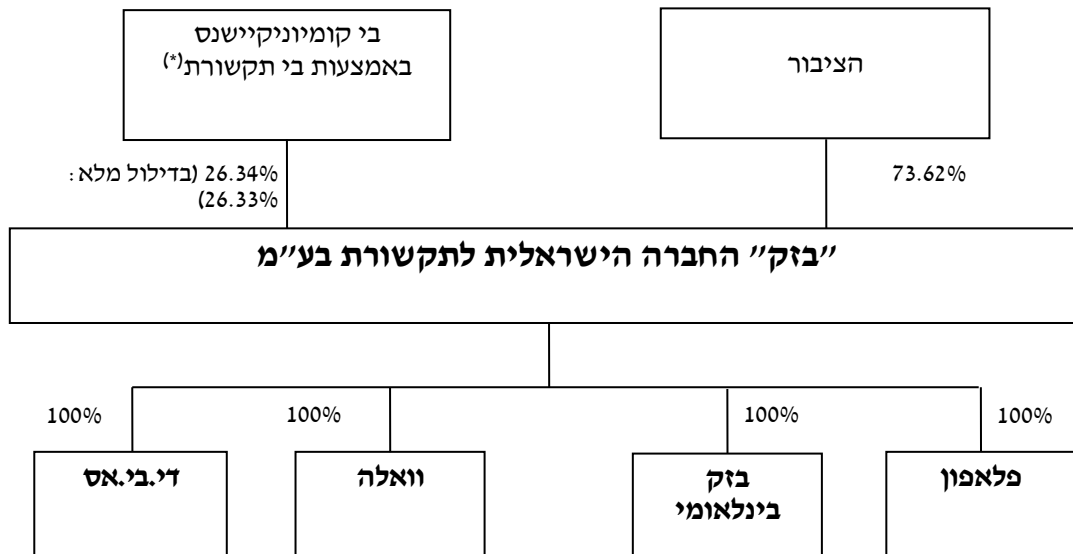 הציבור
בי קומיוניקיישנס
באמצעות בי תקשורת(*)
73.62%
26.34% (בדילול מלא:
26.33%)
"בזק" החברה הישראלית לתקשורת בע"מ
100%
100%
100%
100%
פלאפון
בזק
בינלאומי
וואלה
די.בי.אס